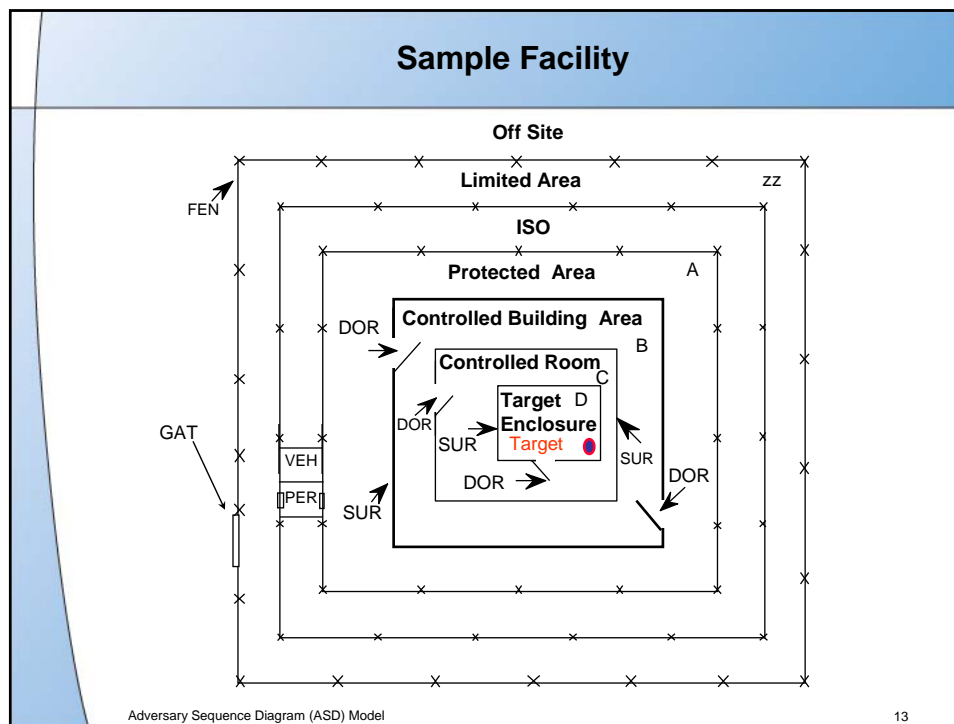 Sample Facility
Off Site
Limited Area
zz
FEN
ISO
Protected Area
A
Controlled Building Area
DOR
B
Controlled Room
C
Target D
Enclosure
DOR
SUR
Target
SUR
GAT
VEH
DOR
DOR
PER
SUR
Adversary Sequence Diagram (ASD) Model
13